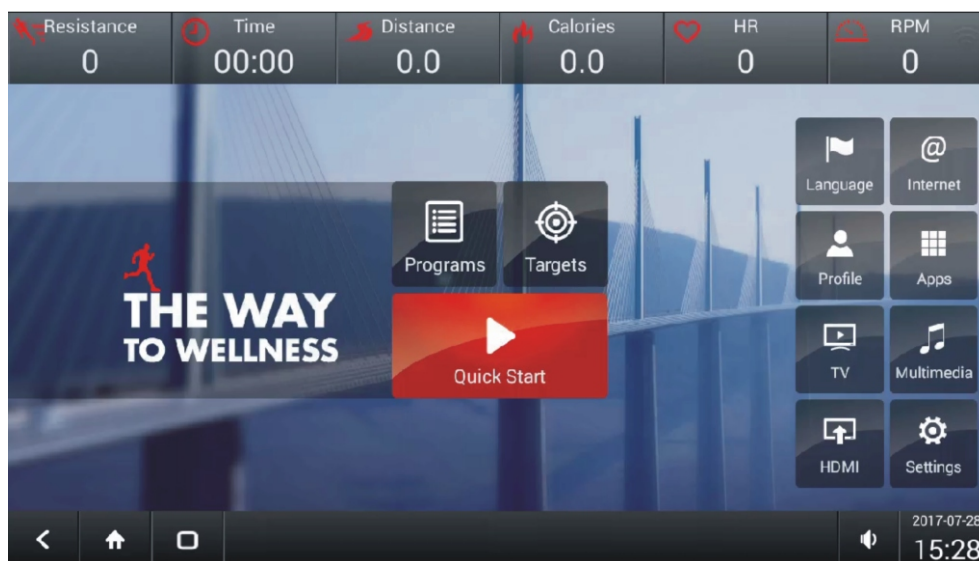 Resistance
0
Time
00:00
Distance
0.0
Calories
0.0
HR
0
RPM
0
THE WAY
TO WELLNESS
Programs
Targets
Quick Start
Language
Internet
Profile
Apps
TV
Multimedia
HDMI
Settings
2017-07-28
15:28